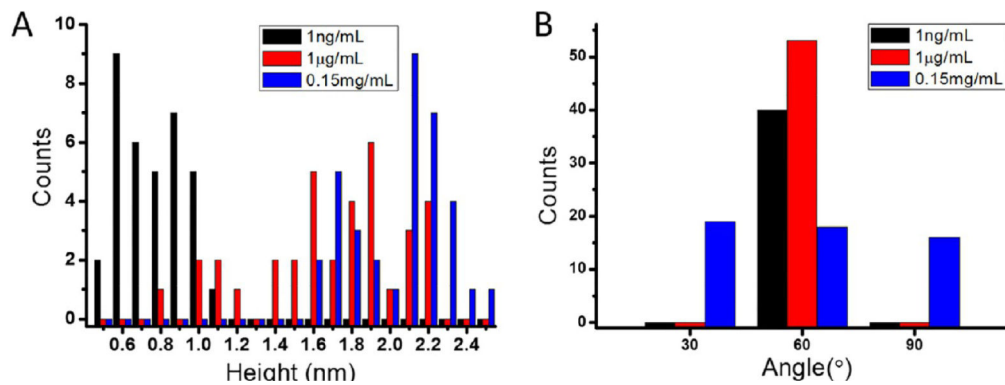 A
10
8
6
4
2
0
Counts
1ng/mL
1μg/mL
0.15mg/mL
0.6 0.8 1.0 1.2 1.4 1.6 1.8 2.0 2.2 2.4
Height (nm)
B
50
40
30
20
10
0
Counts
1ng/mL
1μg/mL
0.15mg/mL
30 60 90
Angle(°)